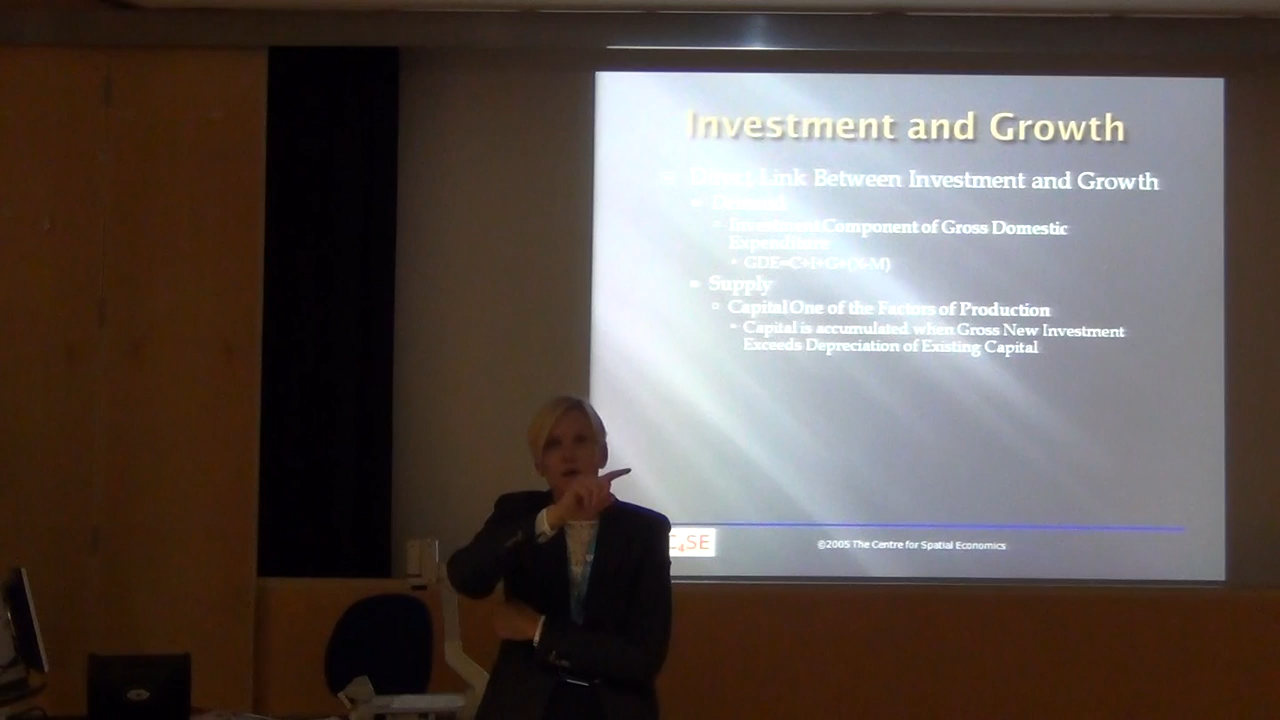 Investment and Growth
Direct Link Between Investment and Growth
Demand
Investment Component of Gross Domestic
Expenditure
GDE=C+I+G+(X-M)
Supply
Capital One of the Factors of Production
Capital is accumulated when Gross New Investment
Exceeds Depreciation of Existing Capital
C4SE
©2005 The Centre for Spatial Economics